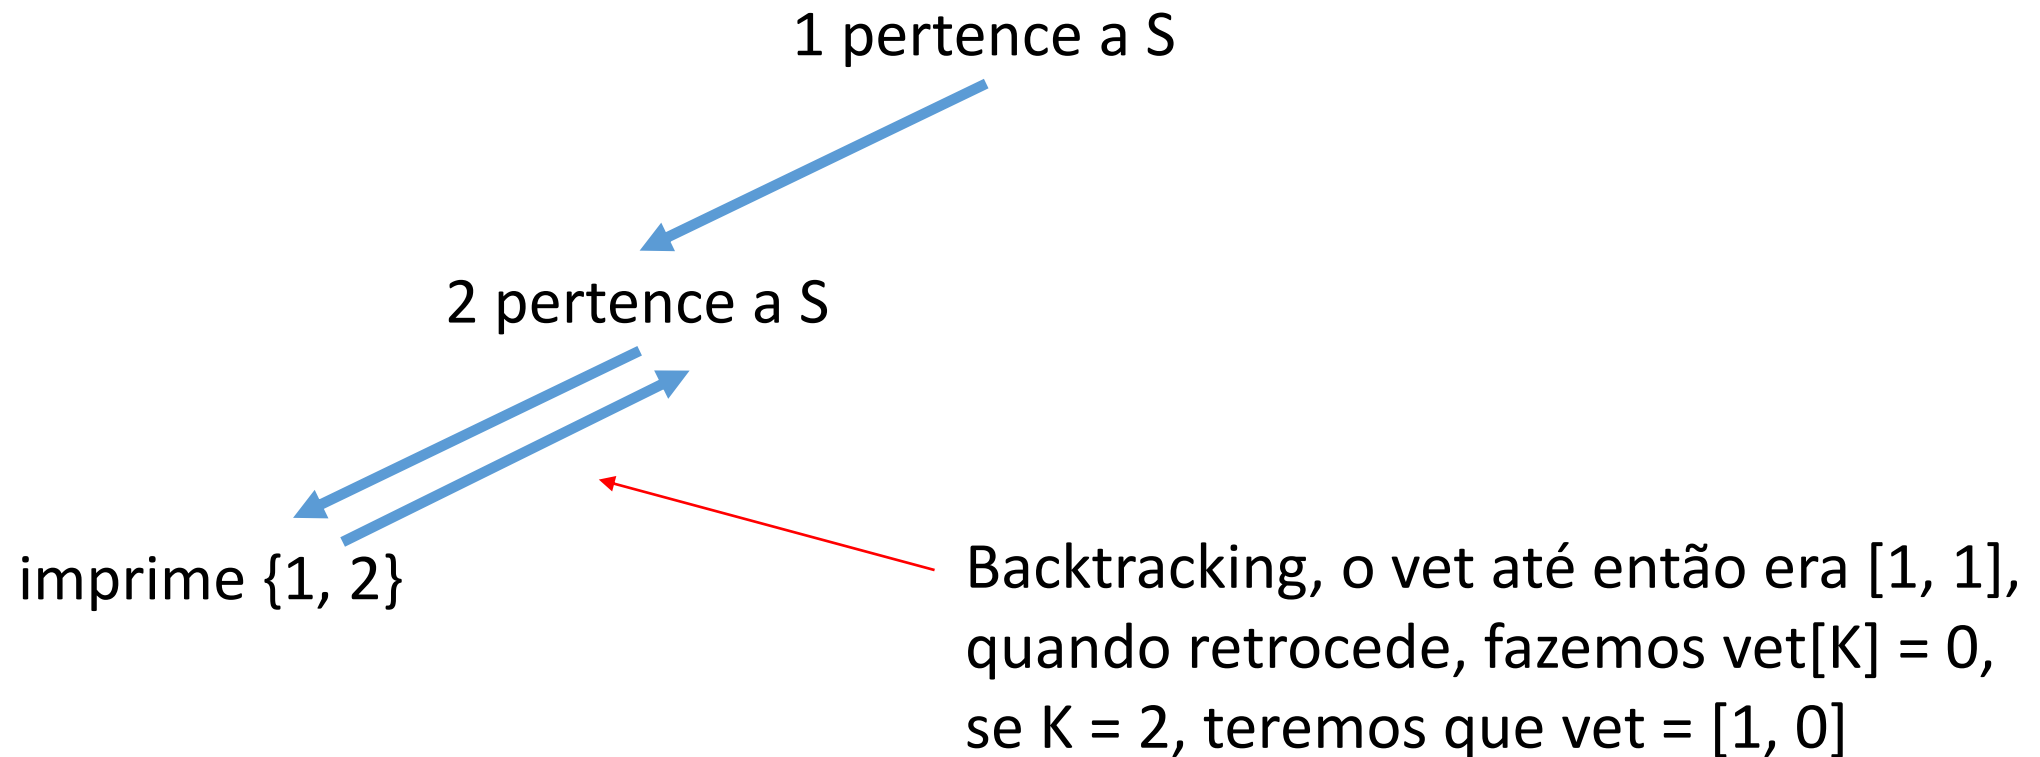 1 pertence a S
2 pertence a S
imprime {1, 2}
Backtracking, o vet até então era [1, 1],
quando retrocede, fazemos vet[K] = 0,
se K = 2, teremos que vet = [1, 0]